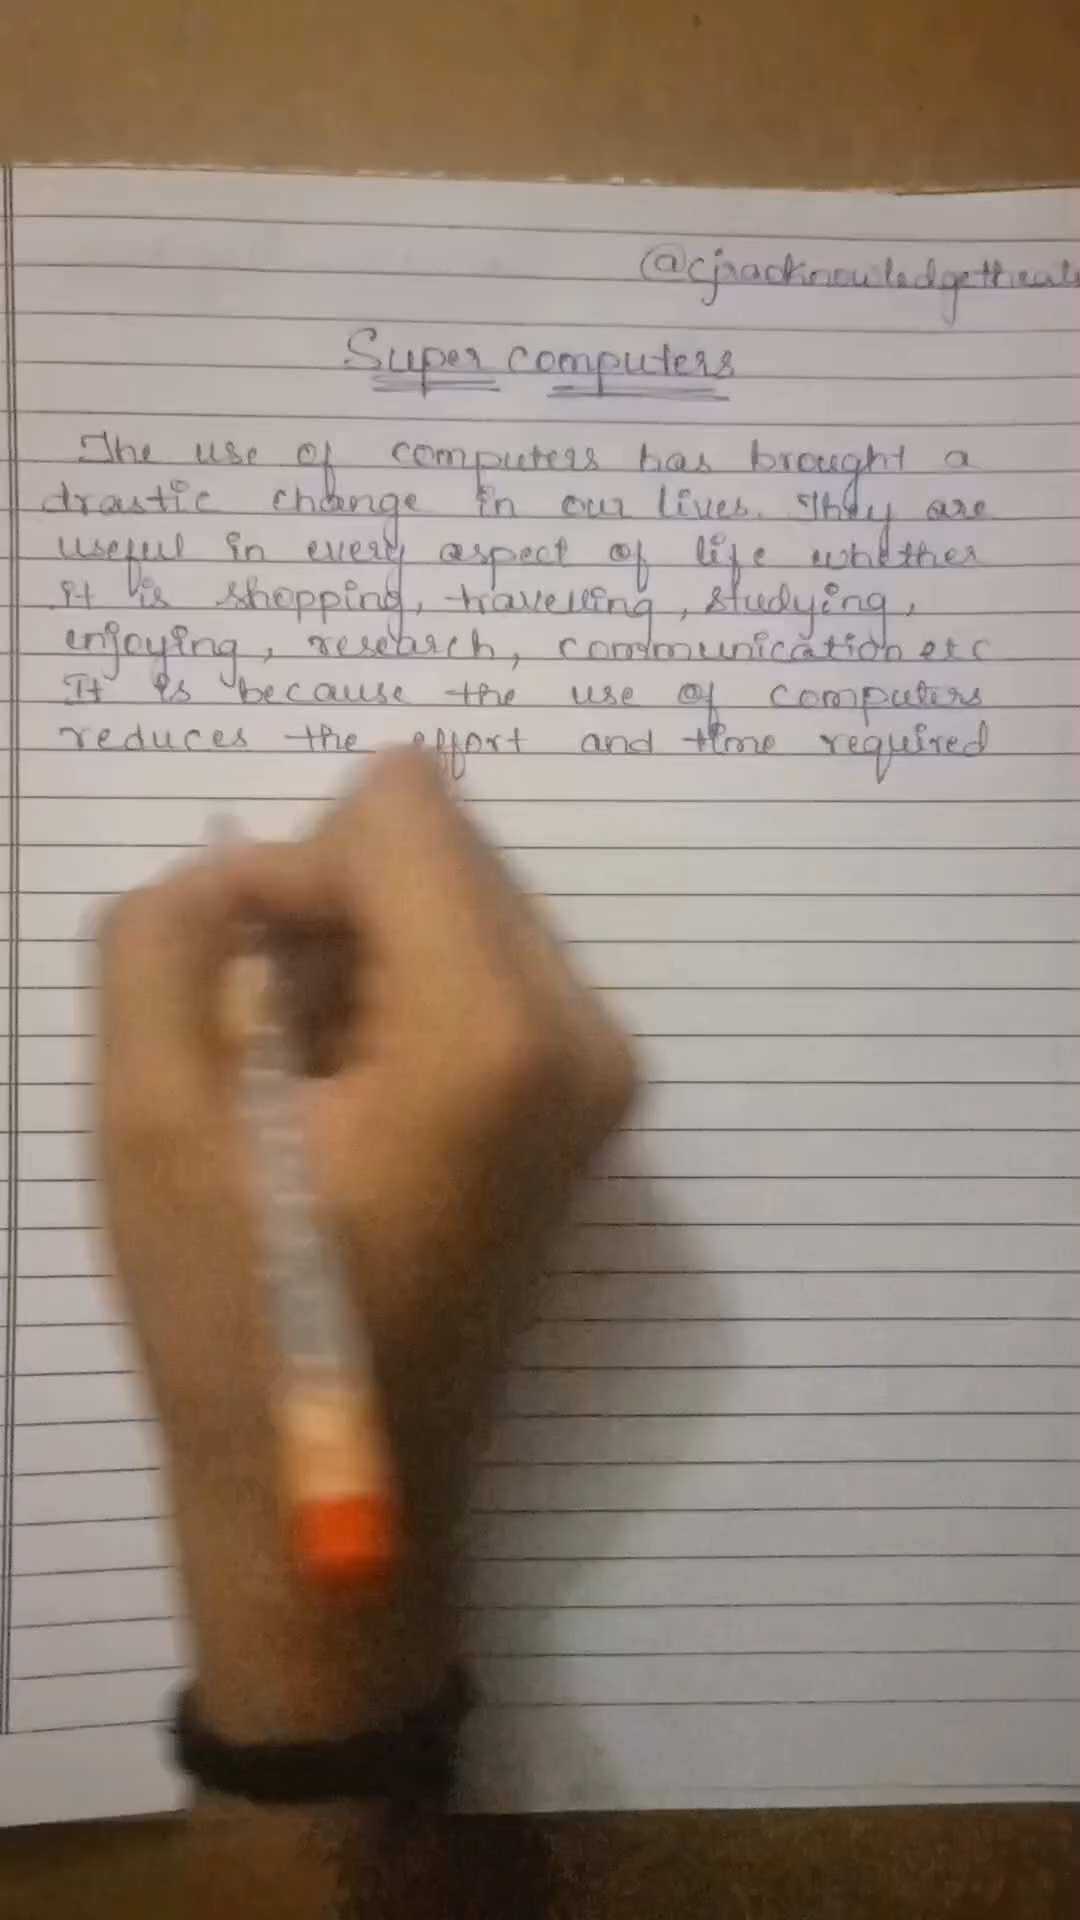 @cjracknowledgetheat
Super computers
The use of computers has brought a
drastic change in our lives. They are
useful in every aspect of life whether
it is shopping, travelling, studying,
enjoying, research, communication etc
It is because the use of computers
reduces the effort and time required